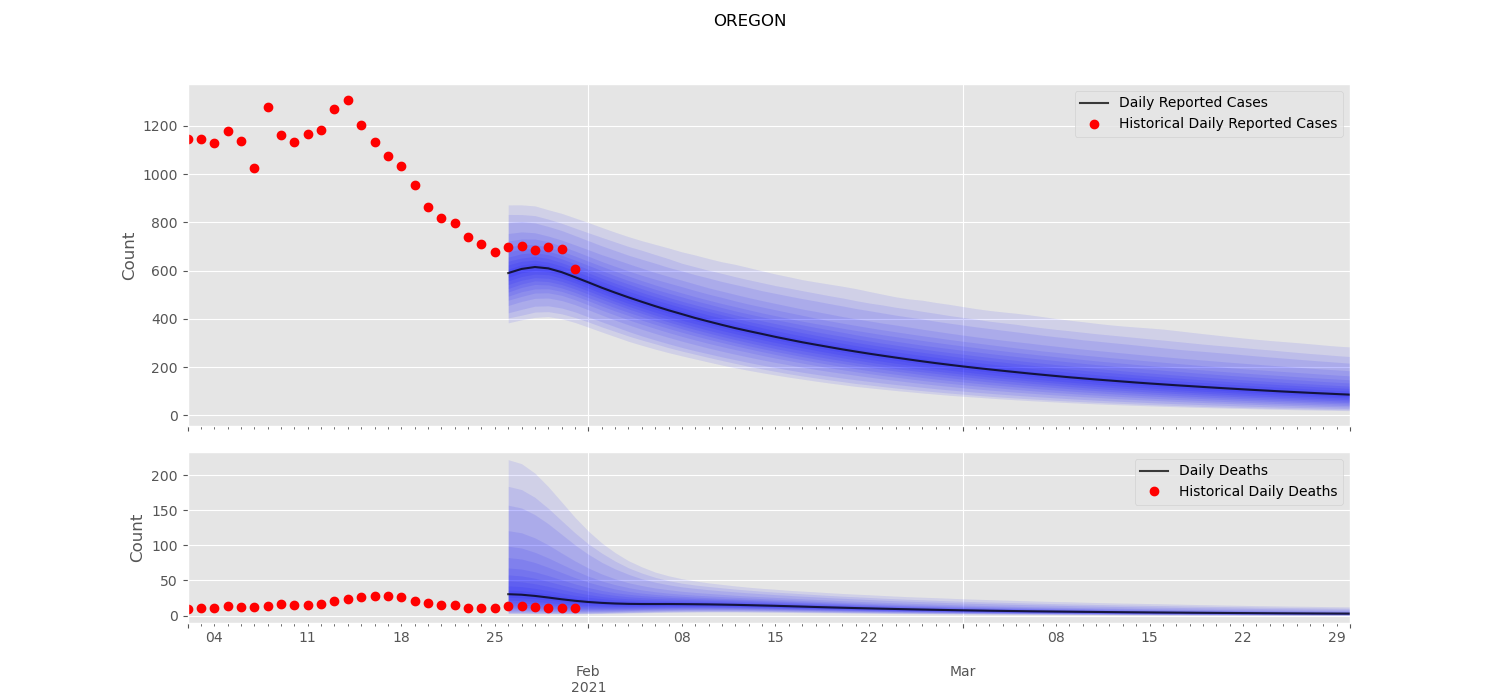 OREGON
Count
1200
1000
800
600
400
200
0
Daily Reported Cases
Historical Daily Reported Cases
Count
200
150
100
50
0
Daily Deaths
Historical Daily Deaths
04 11 18 25 08 15 22 08 15 22 29
Feb Mar
2021